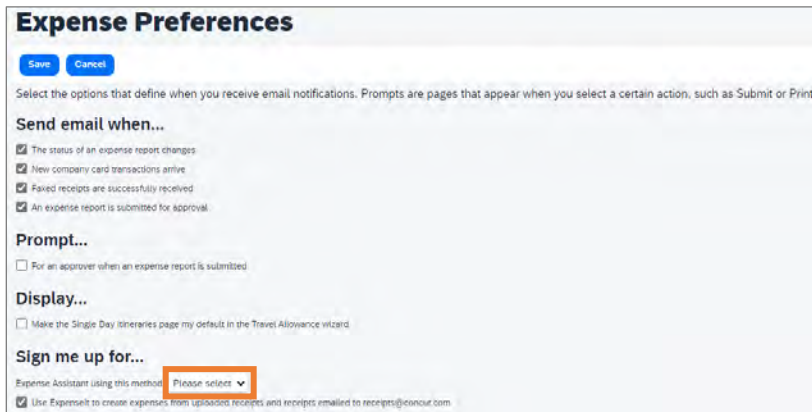 Expense Preferences
Save Cancel
Select the options that define when you receive email notifications. Prompts are pages that appear when you select a certain action, such as Submit or Print
Send email when...
The status of an expense report changes
New company card transactions arrive
Faxed receipts are successfully received
An expense report is submitted for approval
Prompt...
For an approver when an expense report is submitted
Display...
Make the Single Day Itineraries page my default in the Travel Allowance wizard
Sign me up for...
Expense Assistant using this method Please select
Use ExpenseIt to create expenses from uploaded receipts and receipts emailed to receipts@concur.com